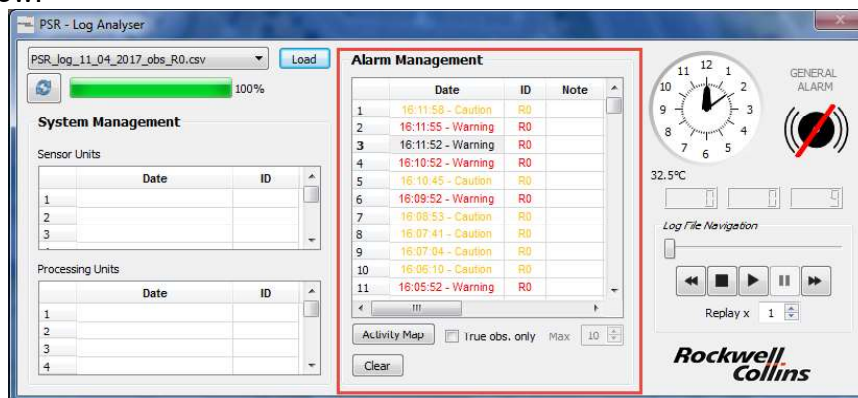 PSR - Log Analyser
PSR_log_11_04_2017_obs_R0.csv
Load
100%
System Management
Sensor Units
Date ID
1
2
3
Processing Units
Date ID
1
2
3
4
Alarm Management
Date ID Note
1 16:11:58 - Caution R0
2 16:11:55 - Warning R0
3 16:11:52 - Warning R0
4 16:10:52 - Warning R0
5 16:10:45 - Caution R0
6 16:09:52 - Warning R0
7 16:08:53 - Caution R0
8 16:07:41 - Caution R0
9 16:07:04 - Caution R0
10 16:06:10 - Caution R0
11 16:05:52 - Warning R0
Activity Map True obs. only Max 10
Clear
12
11 1
10 2
9 3
8 4
7 5
6
GENERAL
ALARM
32.5°C
0 0 9
Log File Navigation
Replay x 1
Rockwell
Collins